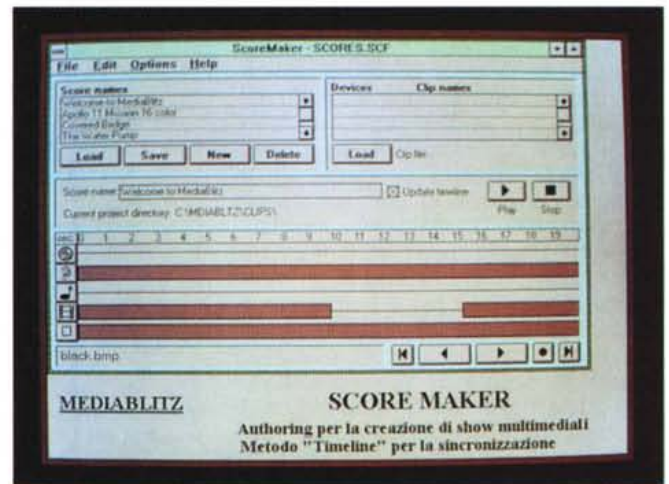 ScoreMaker - SCORES.SCF
File Edit Options Help
Score names
Welcome to MediaBlitz
Apollo 11 Mission 16 color
Covered Bridge
The Water Pump
Load Save New Delete
Devices Clip names
Load Clip file:
Score name: Welcome to MediaBlitz
Update timeline
Play Stop
Current project directory: C:\MDIABLTZ\CLIPS\
sec. 0 1 2 3 4 5 6 7 8 9 10 11 12 13 14 15 16 17 18 19
black.bmp
MEDIABLITZ
SCORE MAKER
Authoring per la creazione di show multimediali
Metodo "Timeline" per la sincronizzazione